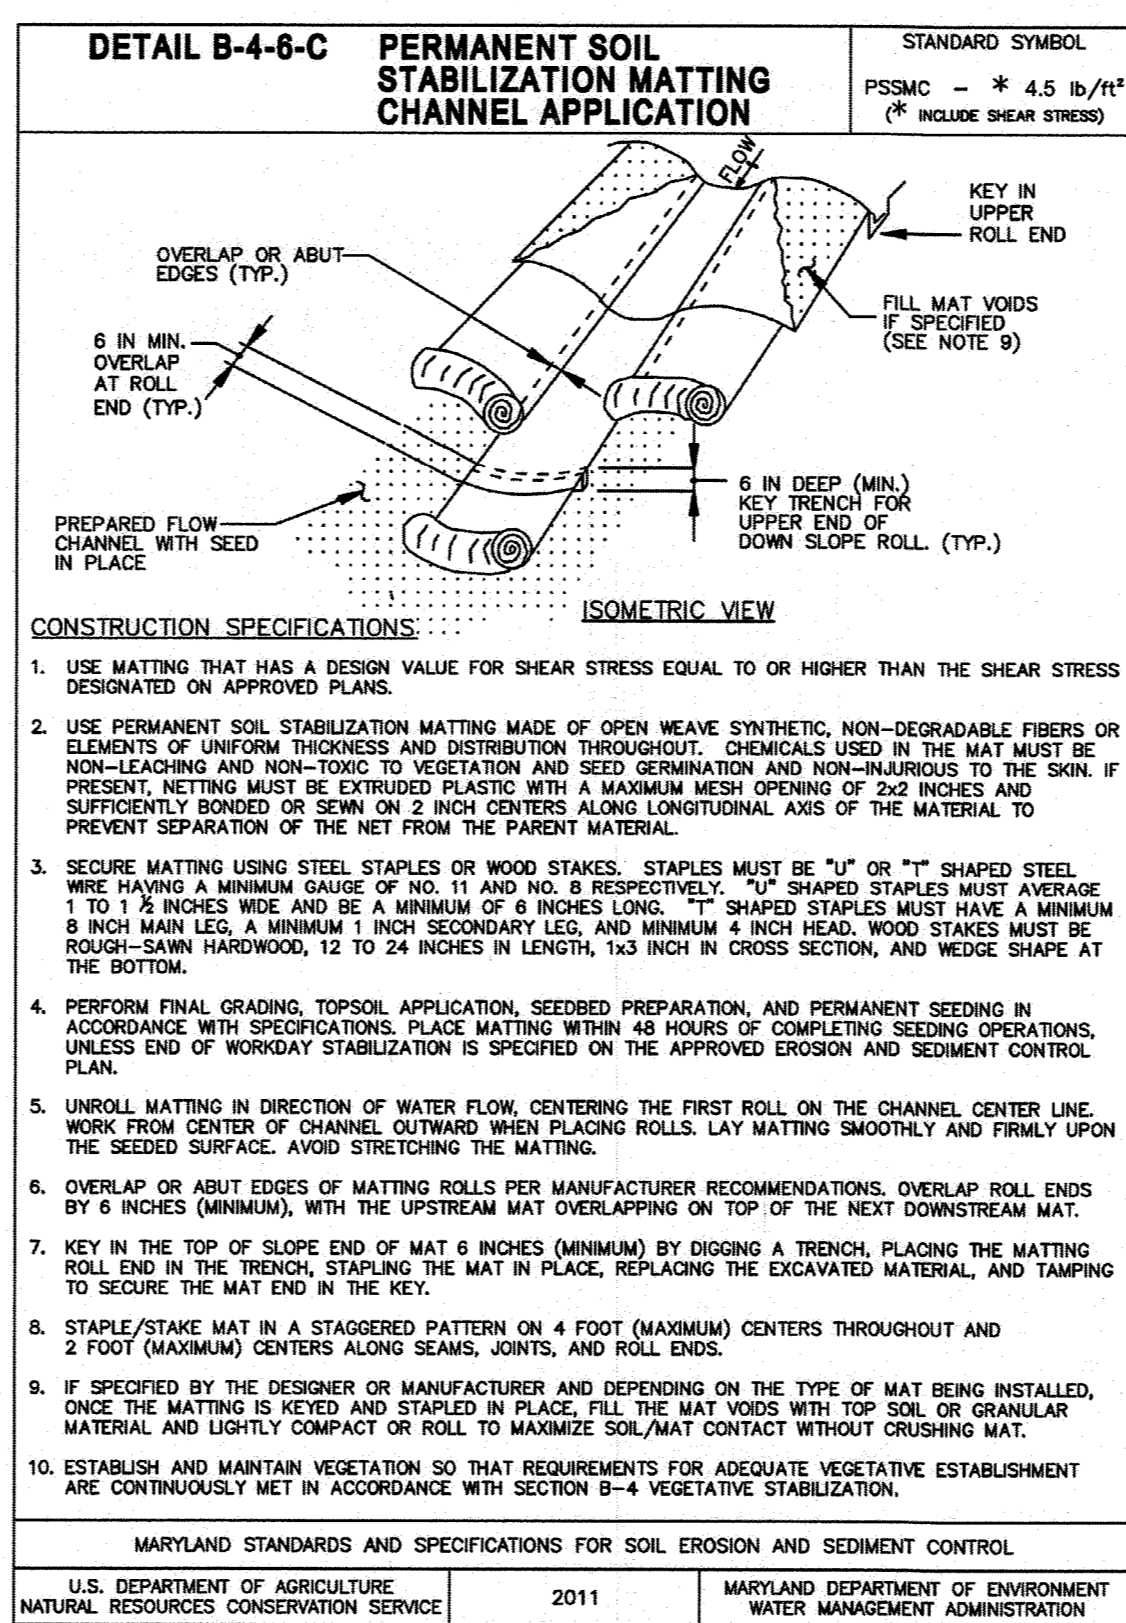 DETAIL B-4-6-C PERMANENT SOIL
STABILIZATION MATTING
CHANNEL APPLICATION
STANDARD SYMBOL
PSSMC - * 4.5 lb/ft²
(* INCLUDE SHEAR STRESS)
FLOW
KEY IN
UPPER
ROLL END
OVERLAP OR ABUT
EDGES (TYP.)
FILL MAT VOIDS
IF SPECIFIED
(SEE NOTE 9)
6 IN MIN.
OVERLAP
AT ROLL
END (TYP.)
6 IN DEEP (MIN.)
KEY TRENCH FOR
UPPER END OF
DOWN SLOPE ROLL. (TYP.)
PREPARED FLOW
CHANNEL WITH SEED
IN PLACE
ISOMETRIC VIEW
CONSTRUCTION SPECIFICATIONS:
1. USE MATTING THAT HAS A DESIGN VALUE FOR SHEAR STRESS EQUAL TO OR HIGHER THAN THE SHEAR STRESS
DESIGNATED ON APPROVED PLANS.
2. USE PERMANENT SOIL STABILIZATION MATTING MADE OF OPEN WEAVE SYNTHETIC, NON-DEGRADABLE FIBERS OR
ELEMENTS OF UNIFORM THICKNESS AND DISTRIBUTION THROUGHOUT. CHEMICALS USED IN THE MAT MUST BE
NON-LEACHING AND NON-TOXIC TO VEGETATION AND SEED GERMINATION AND NON-INJURIOUS TO THE SKIN. IF
PRESENT, NETTING MUST BE EXTRUDED PLASTIC WITH A MAXIMUM MESH OPENING OF 2x2 INCHES AND
SUFFICIENTLY BONDED OR SEWN ON 2 INCH CENTERS ALONG LONGITUDINAL AXIS OF THE MATERIAL TO
PREVENT SEPARATION OF THE NET FROM THE PARENT MATERIAL.
3. SECURE MATTING USING STEEL STAPLES OR WOOD STAKES. STAPLES MUST BE "U" OR "T" SHAPED STEEL
WIRE HAVING A MINIMUM GAUGE OF NO. 11 AND NO. 8 RESPECTIVELY. "U" SHAPED STAPLES MUST AVERAGE
1 TO 1 ½ INCHES WIDE AND BE A MINIMUM OF 6 INCHES LONG. "T" SHAPED STAPLES MUST HAVE A MINIMUM
8 INCH MAIN LEG, A MINIMUM 1 INCH SECONDARY LEG, AND MINIMUM 4 INCH HEAD. WOOD STAKES MUST BE
ROUGH-SAWN HARDWOOD, 12 TO 24 INCHES IN LENGTH, 1x3 INCH IN CROSS SECTION, AND WEDGE SHAPE AT
THE BOTTOM.
4. PERFORM FINAL GRADING, TOPSOIL APPLICATION, SEEDBED PREPARATION, AND PERMANENT SEEDING IN
ACCORDANCE WITH SPECIFICATIONS. PLACE MATTING WITHIN 48 HOURS OF COMPLETING SEEDING OPERATIONS,
UNLESS END OF WORKDAY STABILIZATION IS SPECIFIED ON THE APPROVED EROSION AND SEDIMENT CONTROL
PLAN.
5. UNROLL MATTING IN DIRECTION OF WATER FLOW, CENTERING THE FIRST ROLL ON THE CHANNEL CENTER LINE.
WORK FROM CENTER OF CHANNEL OUTWARD WHEN PLACING ROLLS. LAY MATTING SMOOTHLY AND FIRMLY UPON
THE SEEDED SURFACE. AVOID STRETCHING THE MATTING.
6. OVERLAP OR ABUT EDGES OF MATTING ROLLS PER MANUFACTURER RECOMMENDATIONS. OVERLAP ROLL ENDS
BY 6 INCHES (MINIMUM), WITH THE UPSTREAM MAT OVERLAPPING ON TOP OF THE NEXT DOWNSTREAM MAT.
7. KEY IN THE TOP OF SLOPE END OF MAT 6 INCHES (MINIMUM) BY DIGGING A TRENCH, PLACING THE MATTING
ROLL END IN THE TRENCH, STAPLING THE MAT IN PLACE, REPLACING THE EXCAVATED MATERIAL, AND TAMPING
TO SECURE THE MAT END IN THE KEY.
8. STAPLE/STAKE MAT IN A STAGGERED PATTERN ON 4 FOOT (MAXIMUM) CENTERS THROUGHOUT AND
2 FOOT (MAXIMUM) CENTERS ALONG SEAMS, JOINTS, AND ROLL ENDS.
9. IF SPECIFIED BY THE DESIGNER OR MANUFACTURER AND DEPENDING ON THE TYPE OF MAT BEING INSTALLED,
ONCE THE MATTING IS KEYED AND STAPLED IN PLACE, FILL THE MAT VOIDS WITH TOP SOIL OR GRANULAR
MATERIAL AND LIGHTLY COMPACT OR ROLL TO MAXIMIZE SOIL/MAT CONTACT WITHOUT CRUSHING MAT.
10. ESTABLISH AND MAINTAIN VEGETATION SO THAT REQUIREMENTS FOR ADEQUATE VEGETATIVE ESTABLISHMENT
ARE CONTINUOUSLY MET IN ACCORDANCE WITH SECTION B-4 VEGETATIVE STABILIZATION.
MARYLAND STANDARDS AND SPECIFICATIONS FOR SOIL EROSION AND SEDIMENT CONTROL
U.S. DEPARTMENT OF AGRICULTURE
NATURAL RESOURCES CONSERVATION SERVICE
2011
MARYLAND DEPARTMENT OF ENVIRONMENT
WATER MANAGEMENT ADMINISTRATION